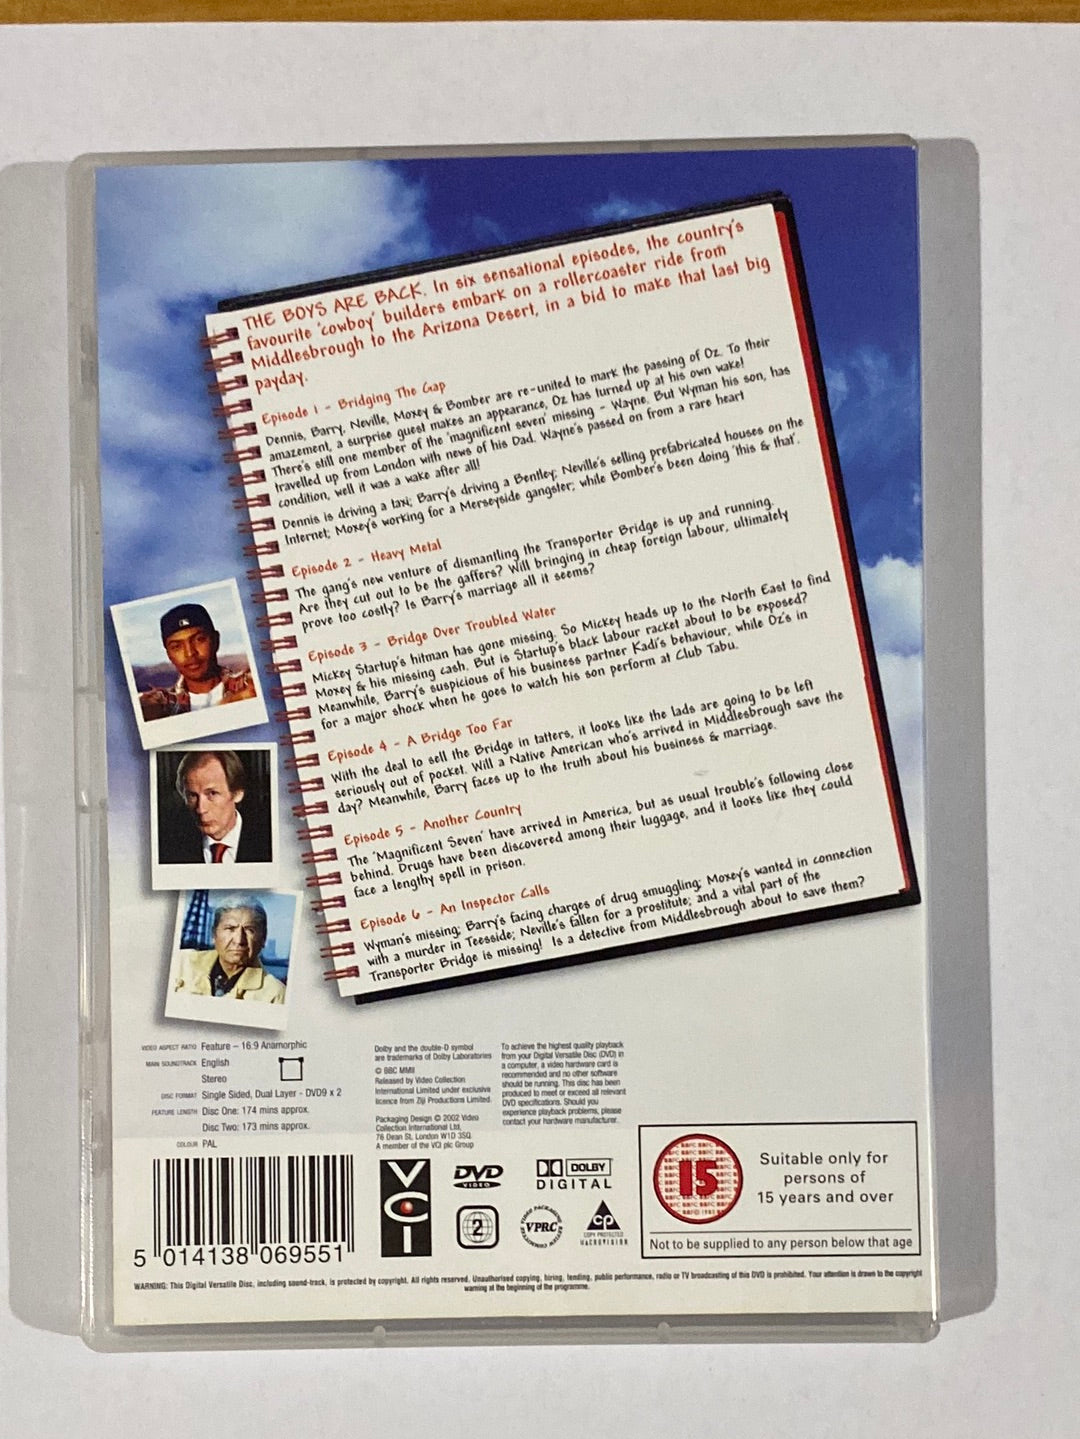 THE BOYS ARE BACK. In six sensational episodes, the country's
favourite 'cowboy' builders embark on a rollercoaster ride from
Middlesbrough to the Arizona Desert, in a bid to make that last big
payday.
Episode 1 - Bridging The Gap
Dennis, Barry, Neville, Moxey & Bomber are re-united to mark the passing of Oz. To their
amazement, a surprise guest makes an appearance, Oz has turned up at his own wake!
There's still one member of the 'magnificent seven' missing - Wayne. But Wyman his son, has
travelled up from London with news of his Dad. Wayne's passed on from a rare heart
condition, well it was a wake after all!
Dennis is driving a taxi; Barry's driving a Bentley; Neville's selling prefabricated houses on the
Internet; Moxey's working for a Merseyside gangster; while Bomber's been doing 'this & that'.
Episode 2 - Heavy Metal
The gang's new venture of dismantling the Transporter Bridge is up and running.
Are they cut out to be the gaffers? Will bringing in cheap foreign labour, ultimately
prove too costly? Is Barry's marriage all it seems?
Episode 3 - Bridge Over Troubled Water
Mickey Startup's hitman has gone missing. So Mickey heads up to the North East to find
Moxey & his missing cash. But is Startup's black labour racket about to be exposed?
Meanwhile, Barry's suspicious of his business partner Kadi's behaviour, while Oz's in
for a major shock when he goes to watch his son perform at Club Tabu.
Episode 4 - A Bridge Too Far
With the deal to sell the Bridge in tatters, it looks like the lads are going to be left
seriously out of pocket. Will a Native American who's arrived in Middlesbrough save the
day? Meanwhile, Barry faces up to the truth about his business & marriage.
Episode 5 - Another Country
The 'Magnificent Seven' have arrived in America, but as usual trouble's following close
behind. Drugs have been discovered among their luggage, and it looks like they could
face a lengthy spell in prison.
Episode 6 - An Inspector Calls
Wyman's missing; Barry's facing charges of drug smuggling; Moxey's wanted in connection
with a murder in Teesside; Neville's fallen for a prostitute; and a vital part of the
Transporter Bridge is missing! Is a detective from Middlesbrough about to save them?
VIDEO ASPECT RATIO Feature – 16.9 Anamorphic
MAIN SOUNDTRACK English
Stereo
DISC FORMAT Single Sided, Dual Layer - DVD9 x 2
FEATURE LENGTH Disc One: 174 mins approx.
Disc Two: 173 mins approx.
COLOUR PAL
Dolby and the double-D symbol
are trademarks of Dolby Laboratories
© BBC MMII
Released by Video Collection
International Limited under exclusive
licence from Ziji Productions Limited.
Packaging Design © 2002 Video
Collection International Ltd,
76 Dean St. London W1D 3SQ.
A member of the VCI plc Group
To achieve the highest quality playback
from your Digital Versatile Disc (DVD) in
a computer, a video hardware card is
recommended and no other software
should be running. This disc has been
produced to meet or exceed all relevant
DVD specifications. Should you
experience playback problems, please
contact your hardware manufacturer.
5 014138 069551
VCI
DVD
VIDEO
DOLBY
DIGITAL
2
VPRC
CP
COPY PROTECTED
MACROVISION
15
Suitable only for
persons of
15 years and over
Not to be supplied to any person below that age
WARNING: This Digital Versatile Disc, including sound-track, is protected by copyright. All rights reserved. Unauthorised copying, hiring, lending, public performance, radio or TV broadcasting of this DVD is prohibited. Your attention is drawn to the copyright
warning at the beginning of the programme.